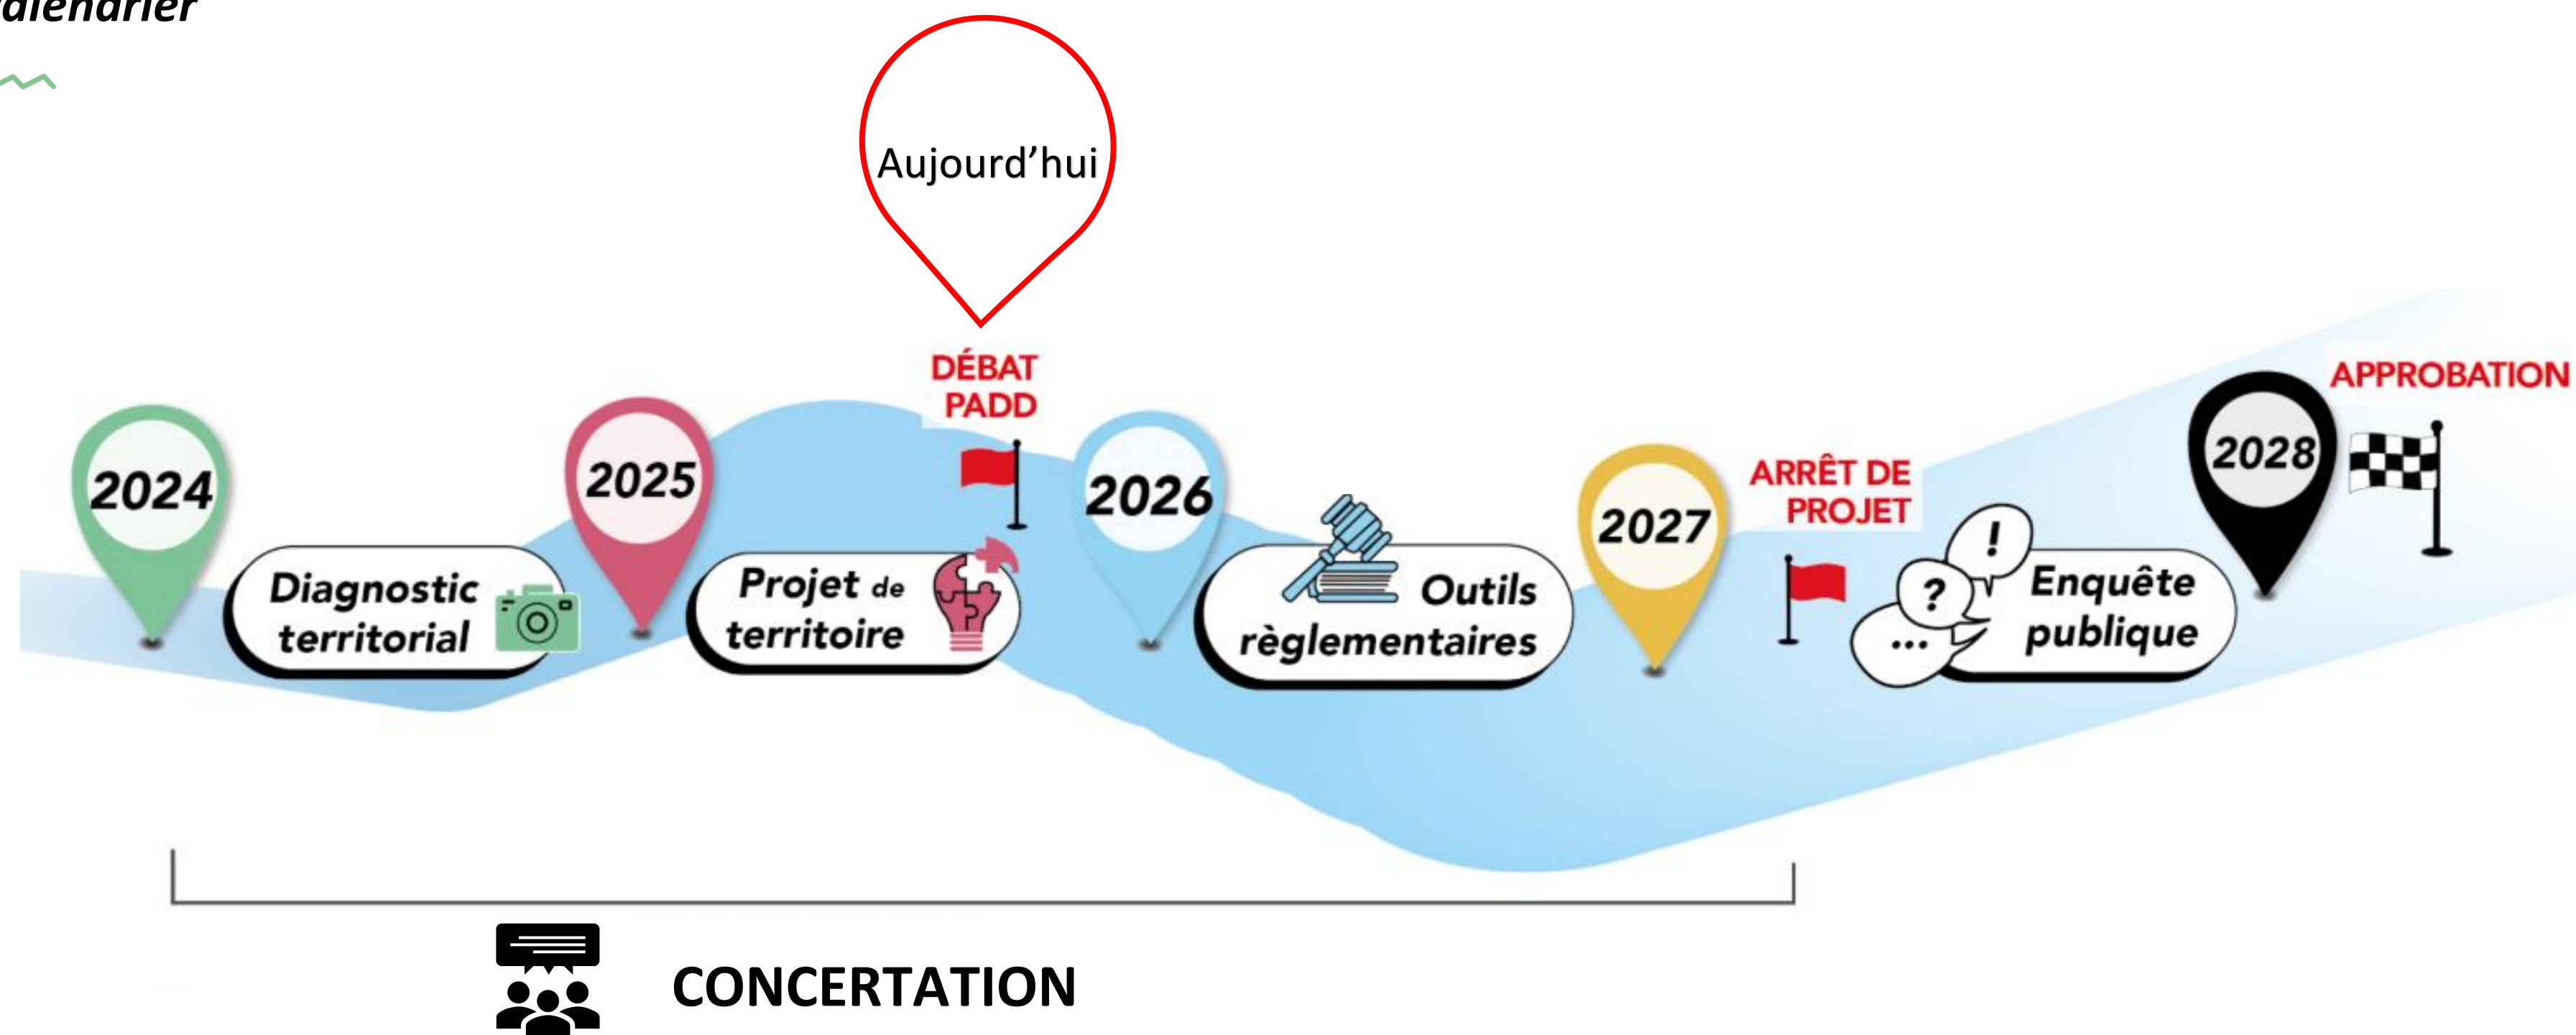 alendrier
Aujourd’hui
DÉBAT
PADD
APPROBATION
2024
2025
2026
2027
2028
ARRÊT DE
PROJET
Diagnostic
territorial
Projet de
territoire
Outils
règlementaires
!
?
...
Enquête
publique
CONCERTATION